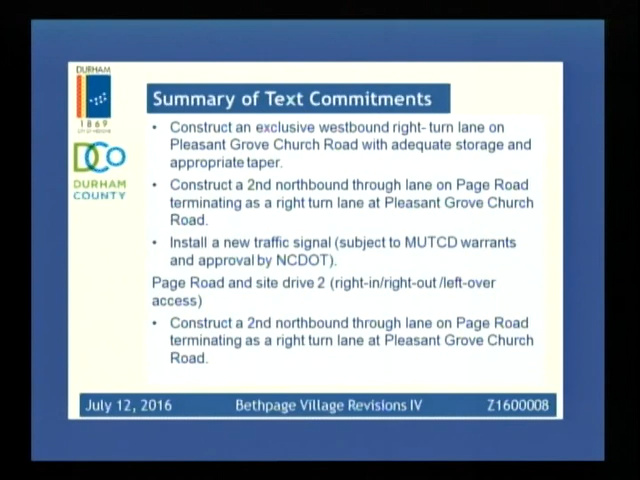 DURHAM
1869
CITY OF MEDICINE
DCO
DURHAM
COUNTY
Summary of Text Commitments
• Construct an exclusive westbound right- turn lane on
Pleasant Grove Church Road with adequate storage and
appropriate taper.
• Construct a 2nd northbound through lane on Page Road
terminating as a right turn lane at Pleasant Grove Church
Road.
• Install a new traffic signal (subject to MUTCD warrants
and approval by NCDOT).
Page Road and site drive 2 (right-in/right-out /left-over
access)
• Construct a 2nd northbound through lane on Page Road
terminating as a right turn lane at Pleasant Grove Church
Road.
July 12, 2016 Bethpage Village Revisions IV Z1600008